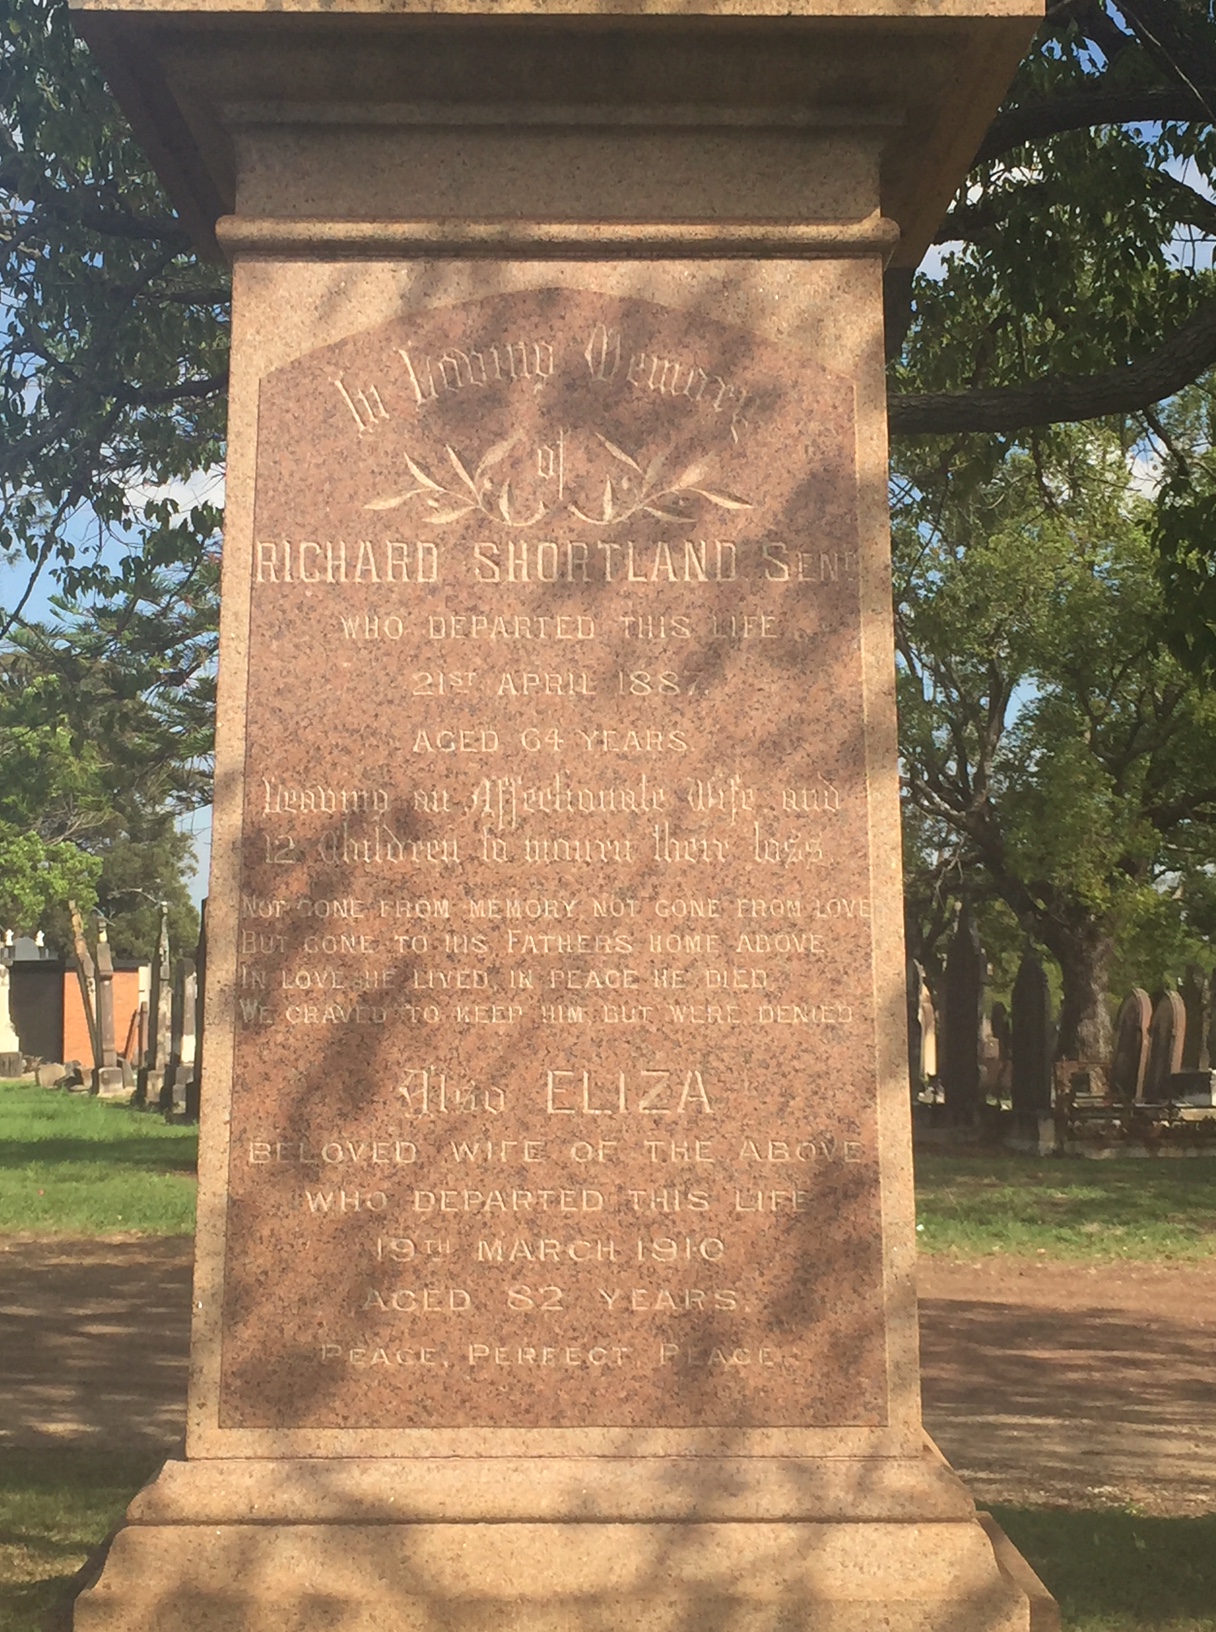 In Loving Memory
of
RICHARD SHORTLAND SENR
WHO DEPARTED THIS LIFE
21ST APRIL 1887.
AGED 64 YEARS.
Leaving an Affectionate Wife and
12 Children to mourn their loss
NOT GONE FROM MEMORY, NOT GONE FROM LOVE
BUT GONE TO HIS FATHERS HOME ABOVE.
IN LOVE HE LIVED, IN PEACE HE DIED,
WE CRAVED TO KEEP HIM, BUT WERE DENIED
Also ELIZA
BELOVED WIFE OF THE ABOVE
WHO DEPARTED THIS LIFE
19TH MARCH 1910
AGED 82 YEARS.
PEACE, PERFECT PEACE.